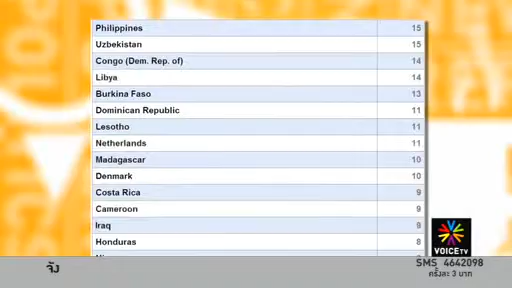 Philippines 15
Uzbekistan 15
Congo (Dem. Rep. of) 14
Libya 14
Burkina Faso 13
Dominican Republic 11
Lesotho 11
Netherlands 11
Madagascar 10
Denmark 10
Costa Rica 9
Cameroon 9
Iraq 9
Honduras 8
VOICE TV
SMS 4642098
ครั้งละ 3 บาท
จัง